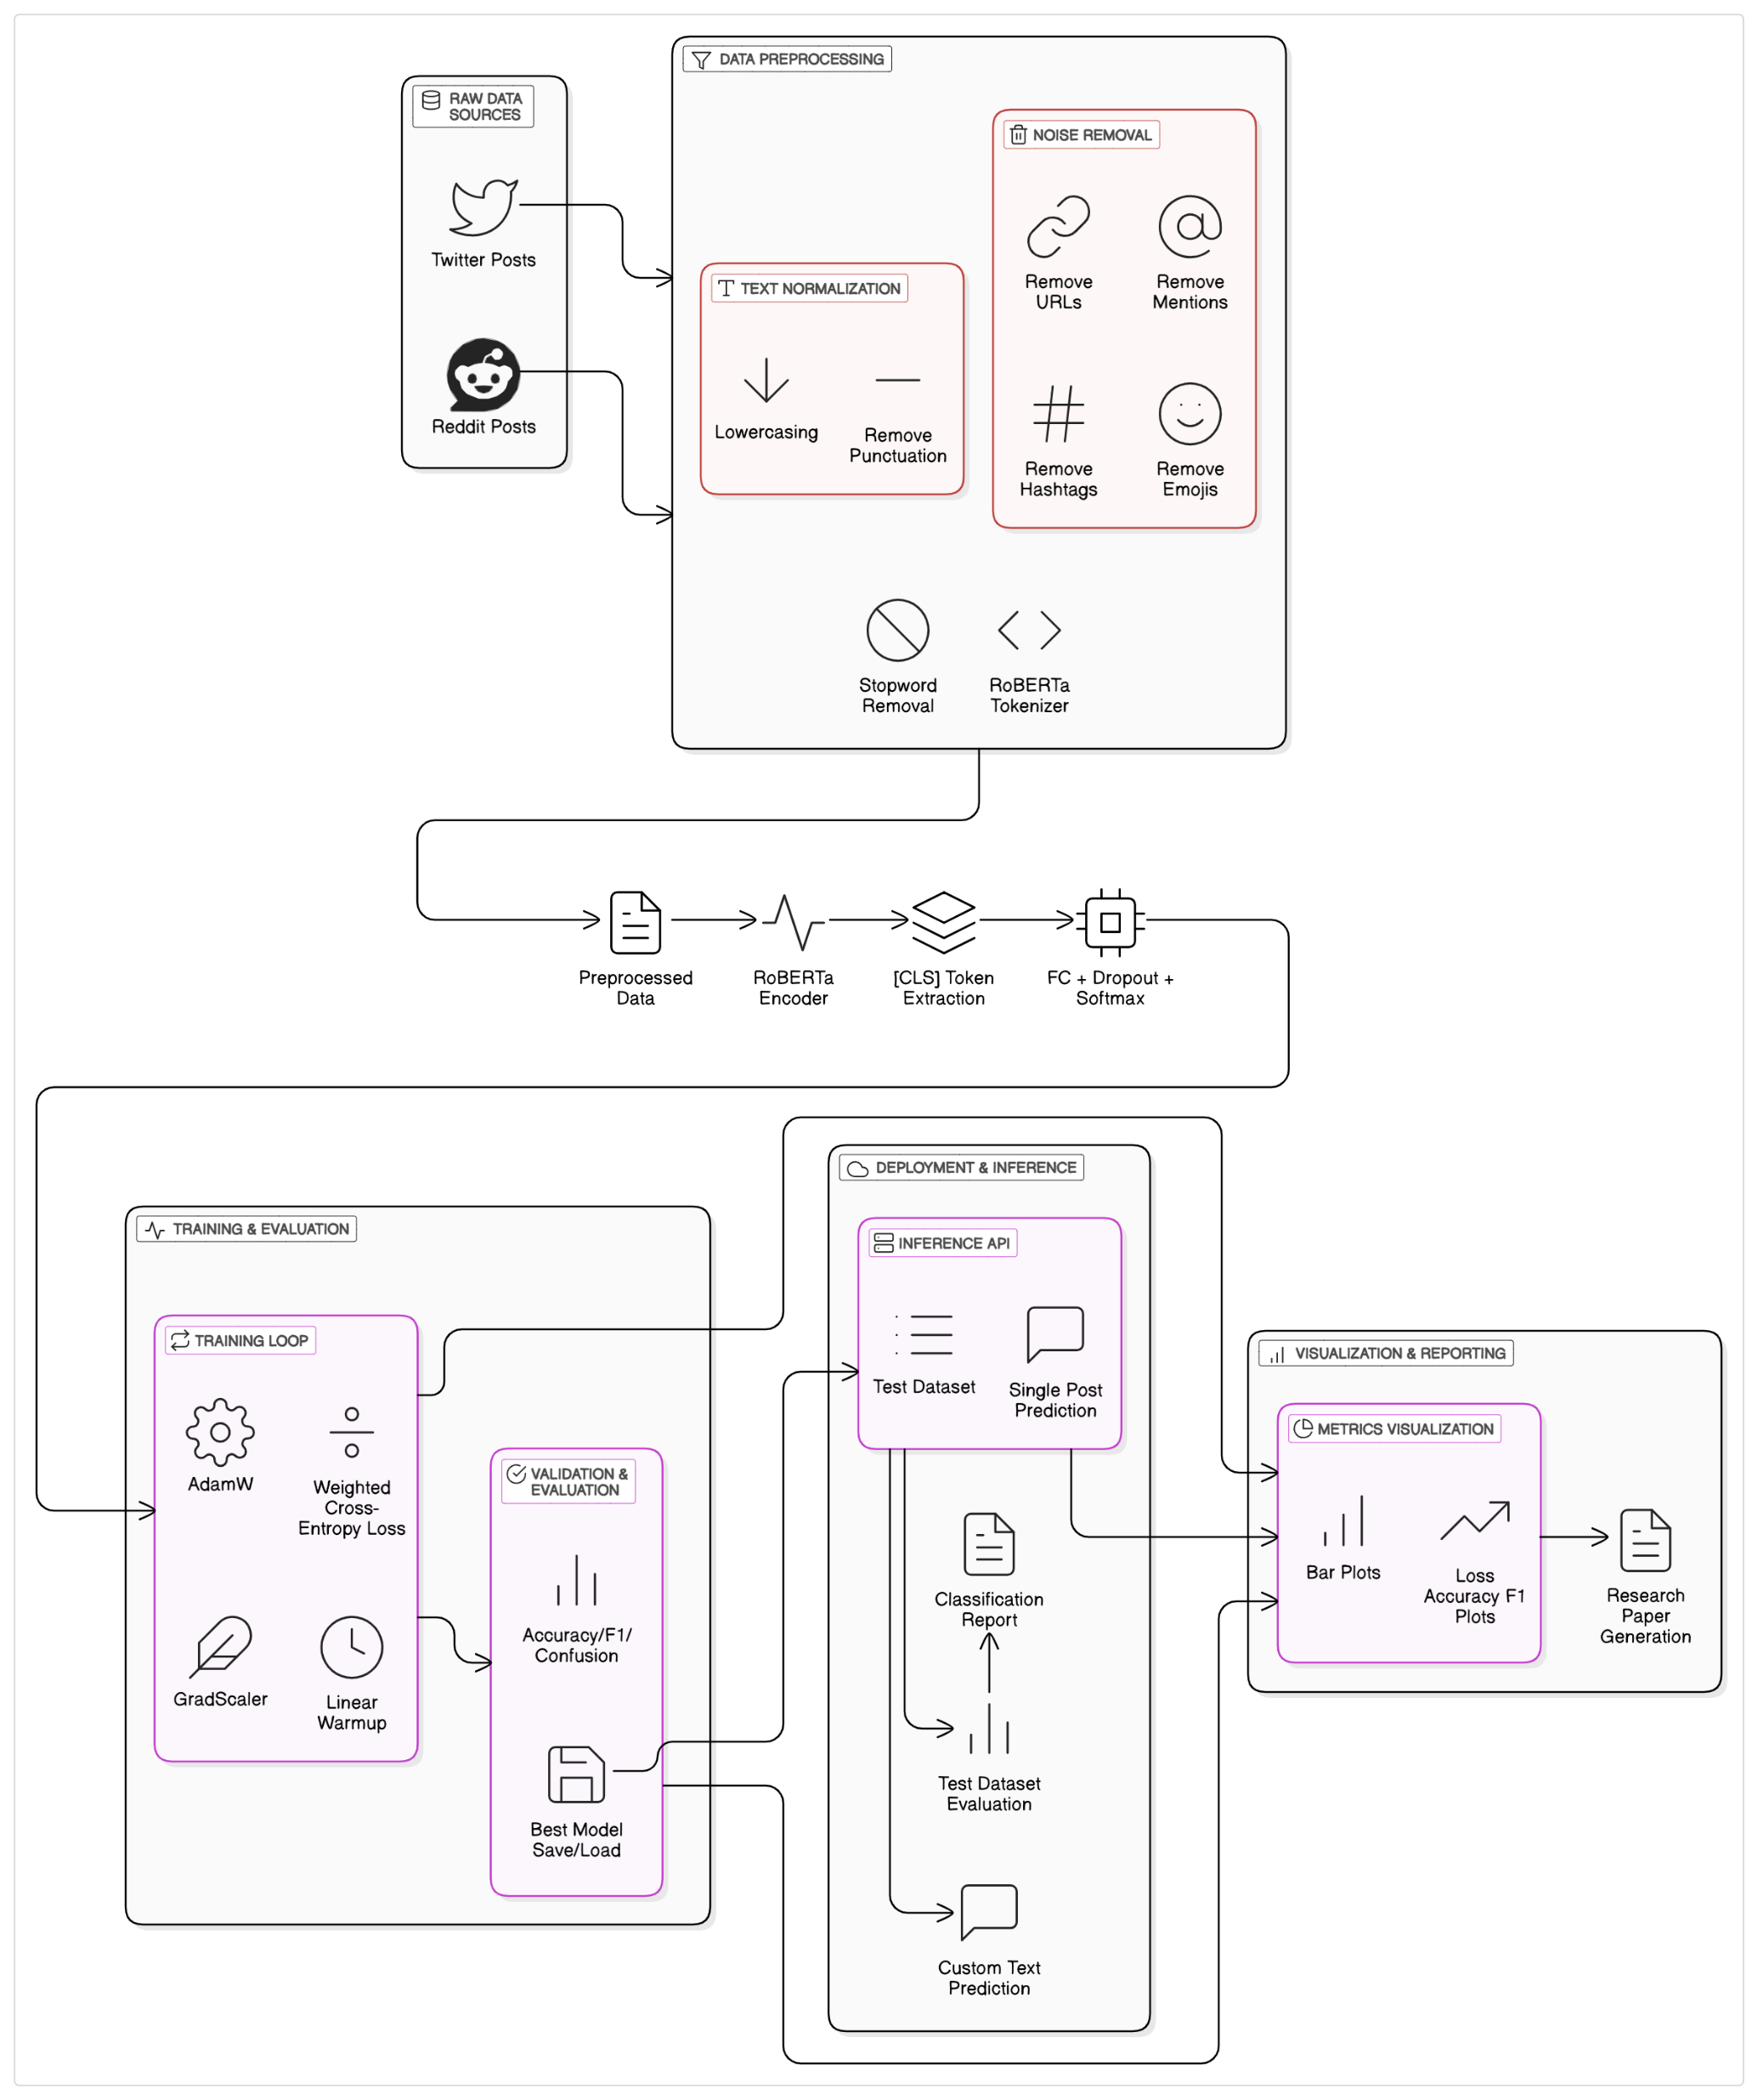 RAW DATA
SOURCES
Twitter Posts
Reddit Posts
DATA PREPROCESSING
TEXT NORMALIZATION
Lowercasing
Remove
Punctuation
NOISE REMOVAL
Remove
URLs
Remove
Mentions
Remove
Hashtags
Remove
Emojis
Stopword
Removal
RoBERTa
Tokenizer
Preprocessed
Data
RoBERTa
Encoder
[CLS] Token
Extraction
FC + Dropout +
Softmax
TRAINING & EVALUATION
TRAINING LOOP
AdamW
Weighted
Cross-
Entropy Loss
GradScaler
Linear
Warmup
VALIDATION &
EVALUATION
Accuracy/F1/
Confusion
Best Model
Save/Load
DEPLOYMENT & INFERENCE
INFERENCE API
Test Dataset
Single Post
Prediction
Classification
Report
Test Dataset
Evaluation
Custom Text
Prediction
VISUALIZATION & REPORTING
METRICS VISUALIZATION
Bar Plots
Loss
Accuracy F1
Plots
Research
Paper
Generation